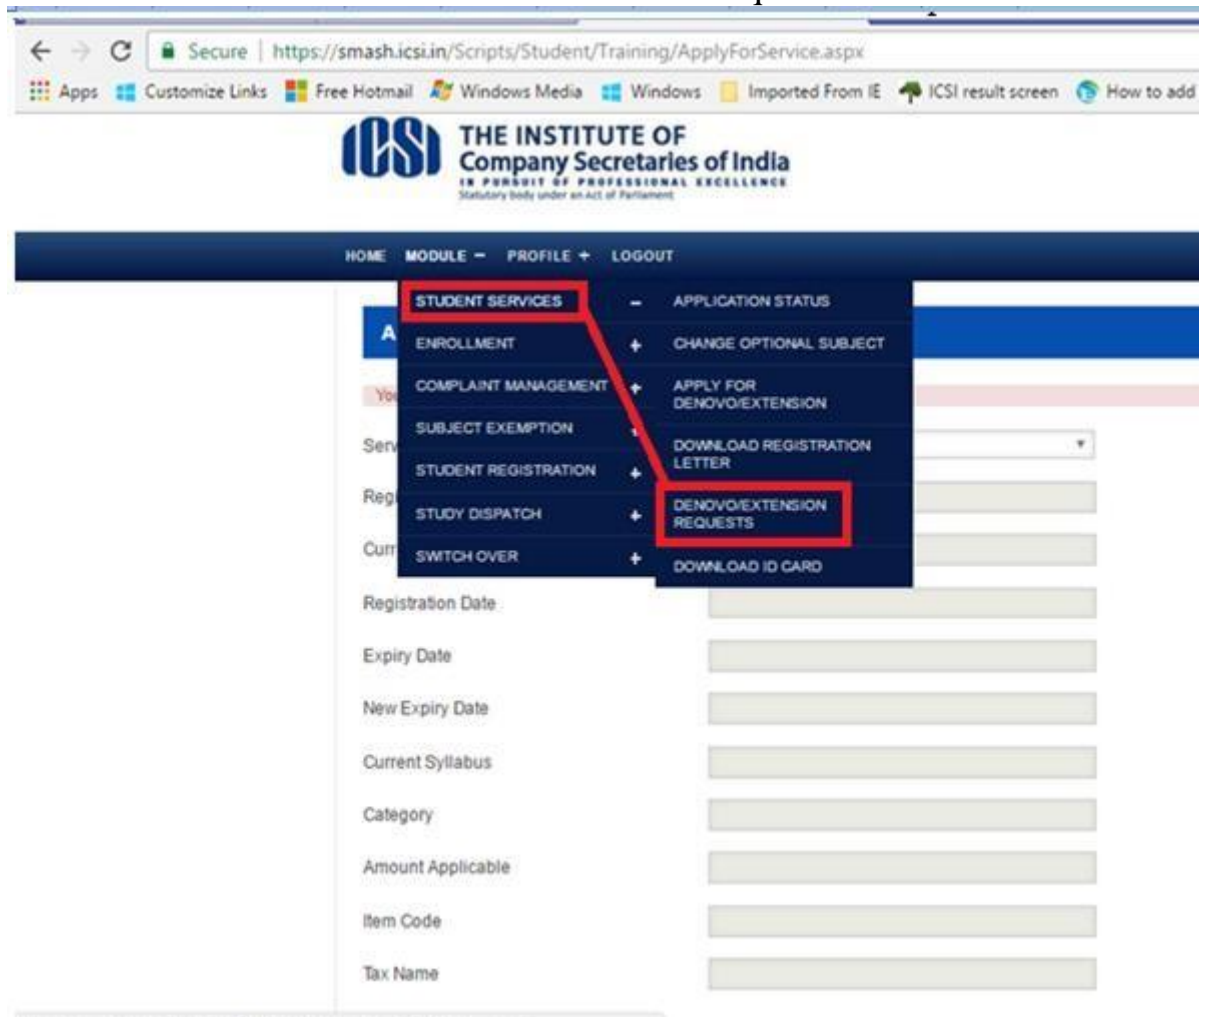 Secure | https://smash.icsi.in/Scripts/Student/Training/ApplyForService.aspx
Apps Customize Links Free Hotmail Windows Media Windows Imported From IE ICSI result screen How to add
ICSI
THE INSTITUTE OF
Company Secretaries of India
IN PURSUIT OF PROFESSIONAL EXCELLENCE
Statutory body under an Act of Parliament
HOME MODULE - PROFILE + LOGOUT
STUDENT SERVICES -
ENROLLMENT +
COMPLAINT MANAGEMENT +
SUBJECT EXEMPTION
STUDENT REGISTRATION +
STUDY DISPATCH +
SWITCH OVER +
APPLICATION STATUS
CHANGE OPTIONAL SUBJECT
APPLY FOR
DENOVO/EXTENSION
DOWNLOAD REGISTRATION
LETTER
DENOVO/EXTENSION
REQUESTS
DOWNLOAD ID CARD
A
You
Serv
Regi
Curr
Registration Date
Expiry Date
New Expiry Date
Current Syllabus
Category
Amount Applicable
Item Code
Tax Name